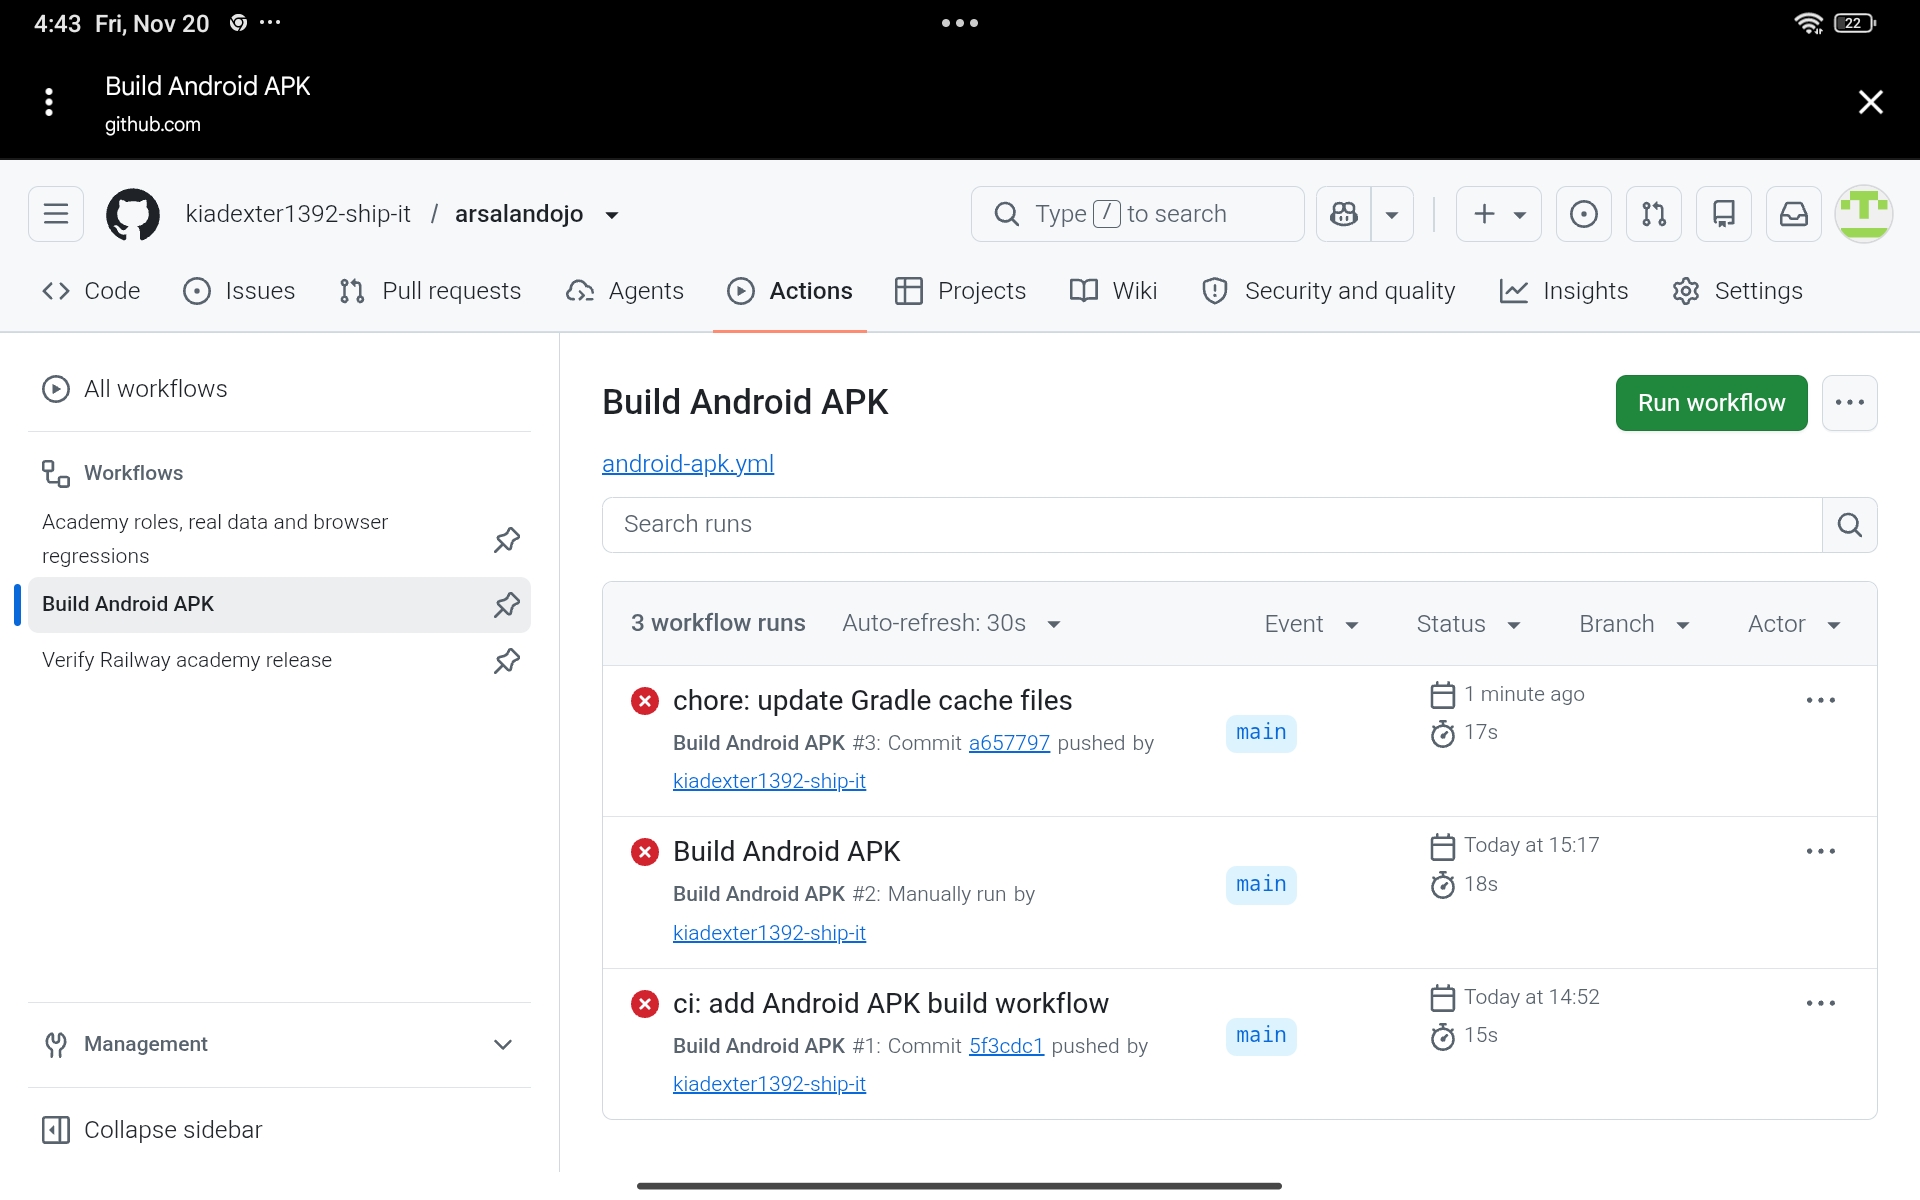 4:43 Fri, Nov 20
22
Build Android APK
github.com
kiadexter1392-ship-it / arsalandojo
Type / to search
Code
Issues
Pull requests
Agents
Actions
Projects
Wiki
Security and quality
Insights
Settings
All workflows
Workflows
Academy roles, real data and browser
regressions
Build Android APK
Verify Railway academy release
Management
Collapse sidebar
Build Android APK
Run workflow
android-apk.yml
Search runs
3 workflow runs
Auto-refresh: 30s
Event
Status
Branch
Actor
chore: update Gradle cache files
Build Android APK #3: Commit a657797 pushed by
kiadexter1392-ship-it
main
1 minute ago
17s
Build Android APK
Build Android APK #2: Manually run by
kiadexter1392-ship-it
main
Today at 15:17
18s
ci: add Android APK build workflow
Build Android APK #1: Commit 5f3cdc1 pushed by
kiadexter1392-ship-it
main
Today at 14:52
15s